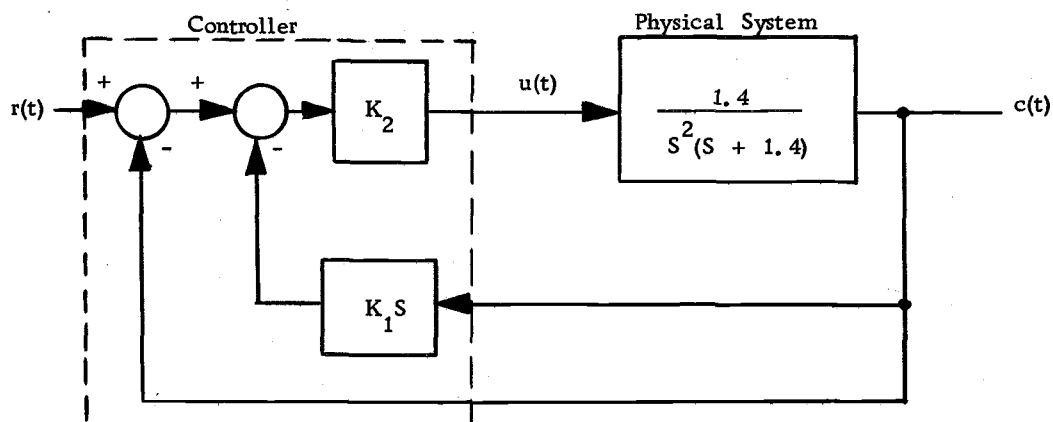 Controller
Physical System
r(t)
+
-
+
-
K2
u(t)
1.4
S²(S + 1.4)
c(t)
K1S